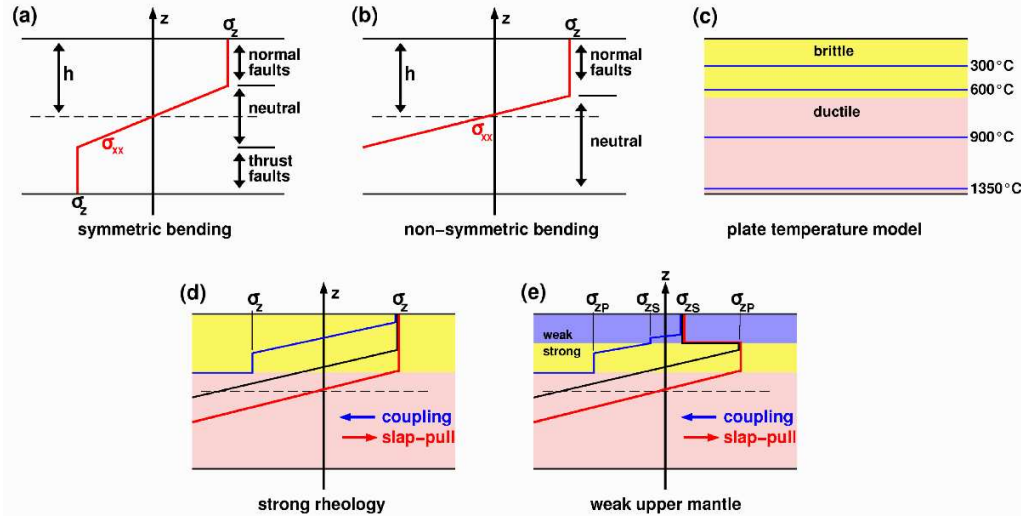 (a)
z
σz
h
normal
faults
neutral
σxx
thrust
faults
σz
symmetric bending
(b)
z
σz
h
normal
faults
σxx
neutral
non-symmetric bending
(c)
brittle
300°C
600°C
ductile
900°C
1350°C
plate temperature model
(d)
σz
z
σz
coupling
slap-pull
strong rheology
(e)
z
σzP
σzS
σzS
σzP
weak
strong
coupling
slap-pull
weak upper mantle